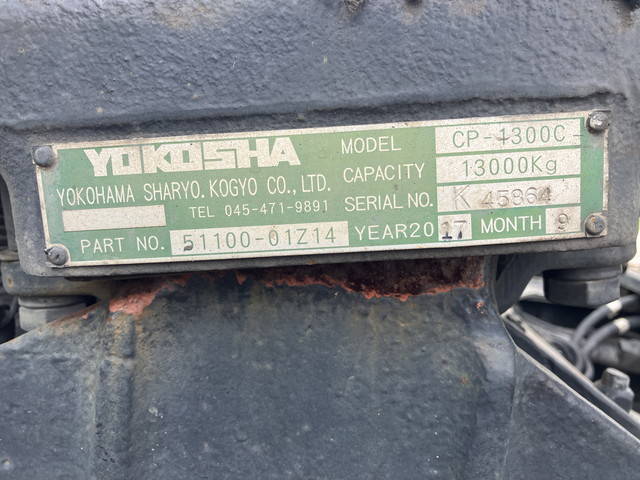 YOKOSHA MODEL CP-1300C
YOKOHAMA SHARYO.KOGYO CO.,LTD. CAPACITY 13000Kg
TEL 045-471-9891 SERIAL NO. K 45864
PART NO. 51100-01Z14 YEAR2017 MONTH 9